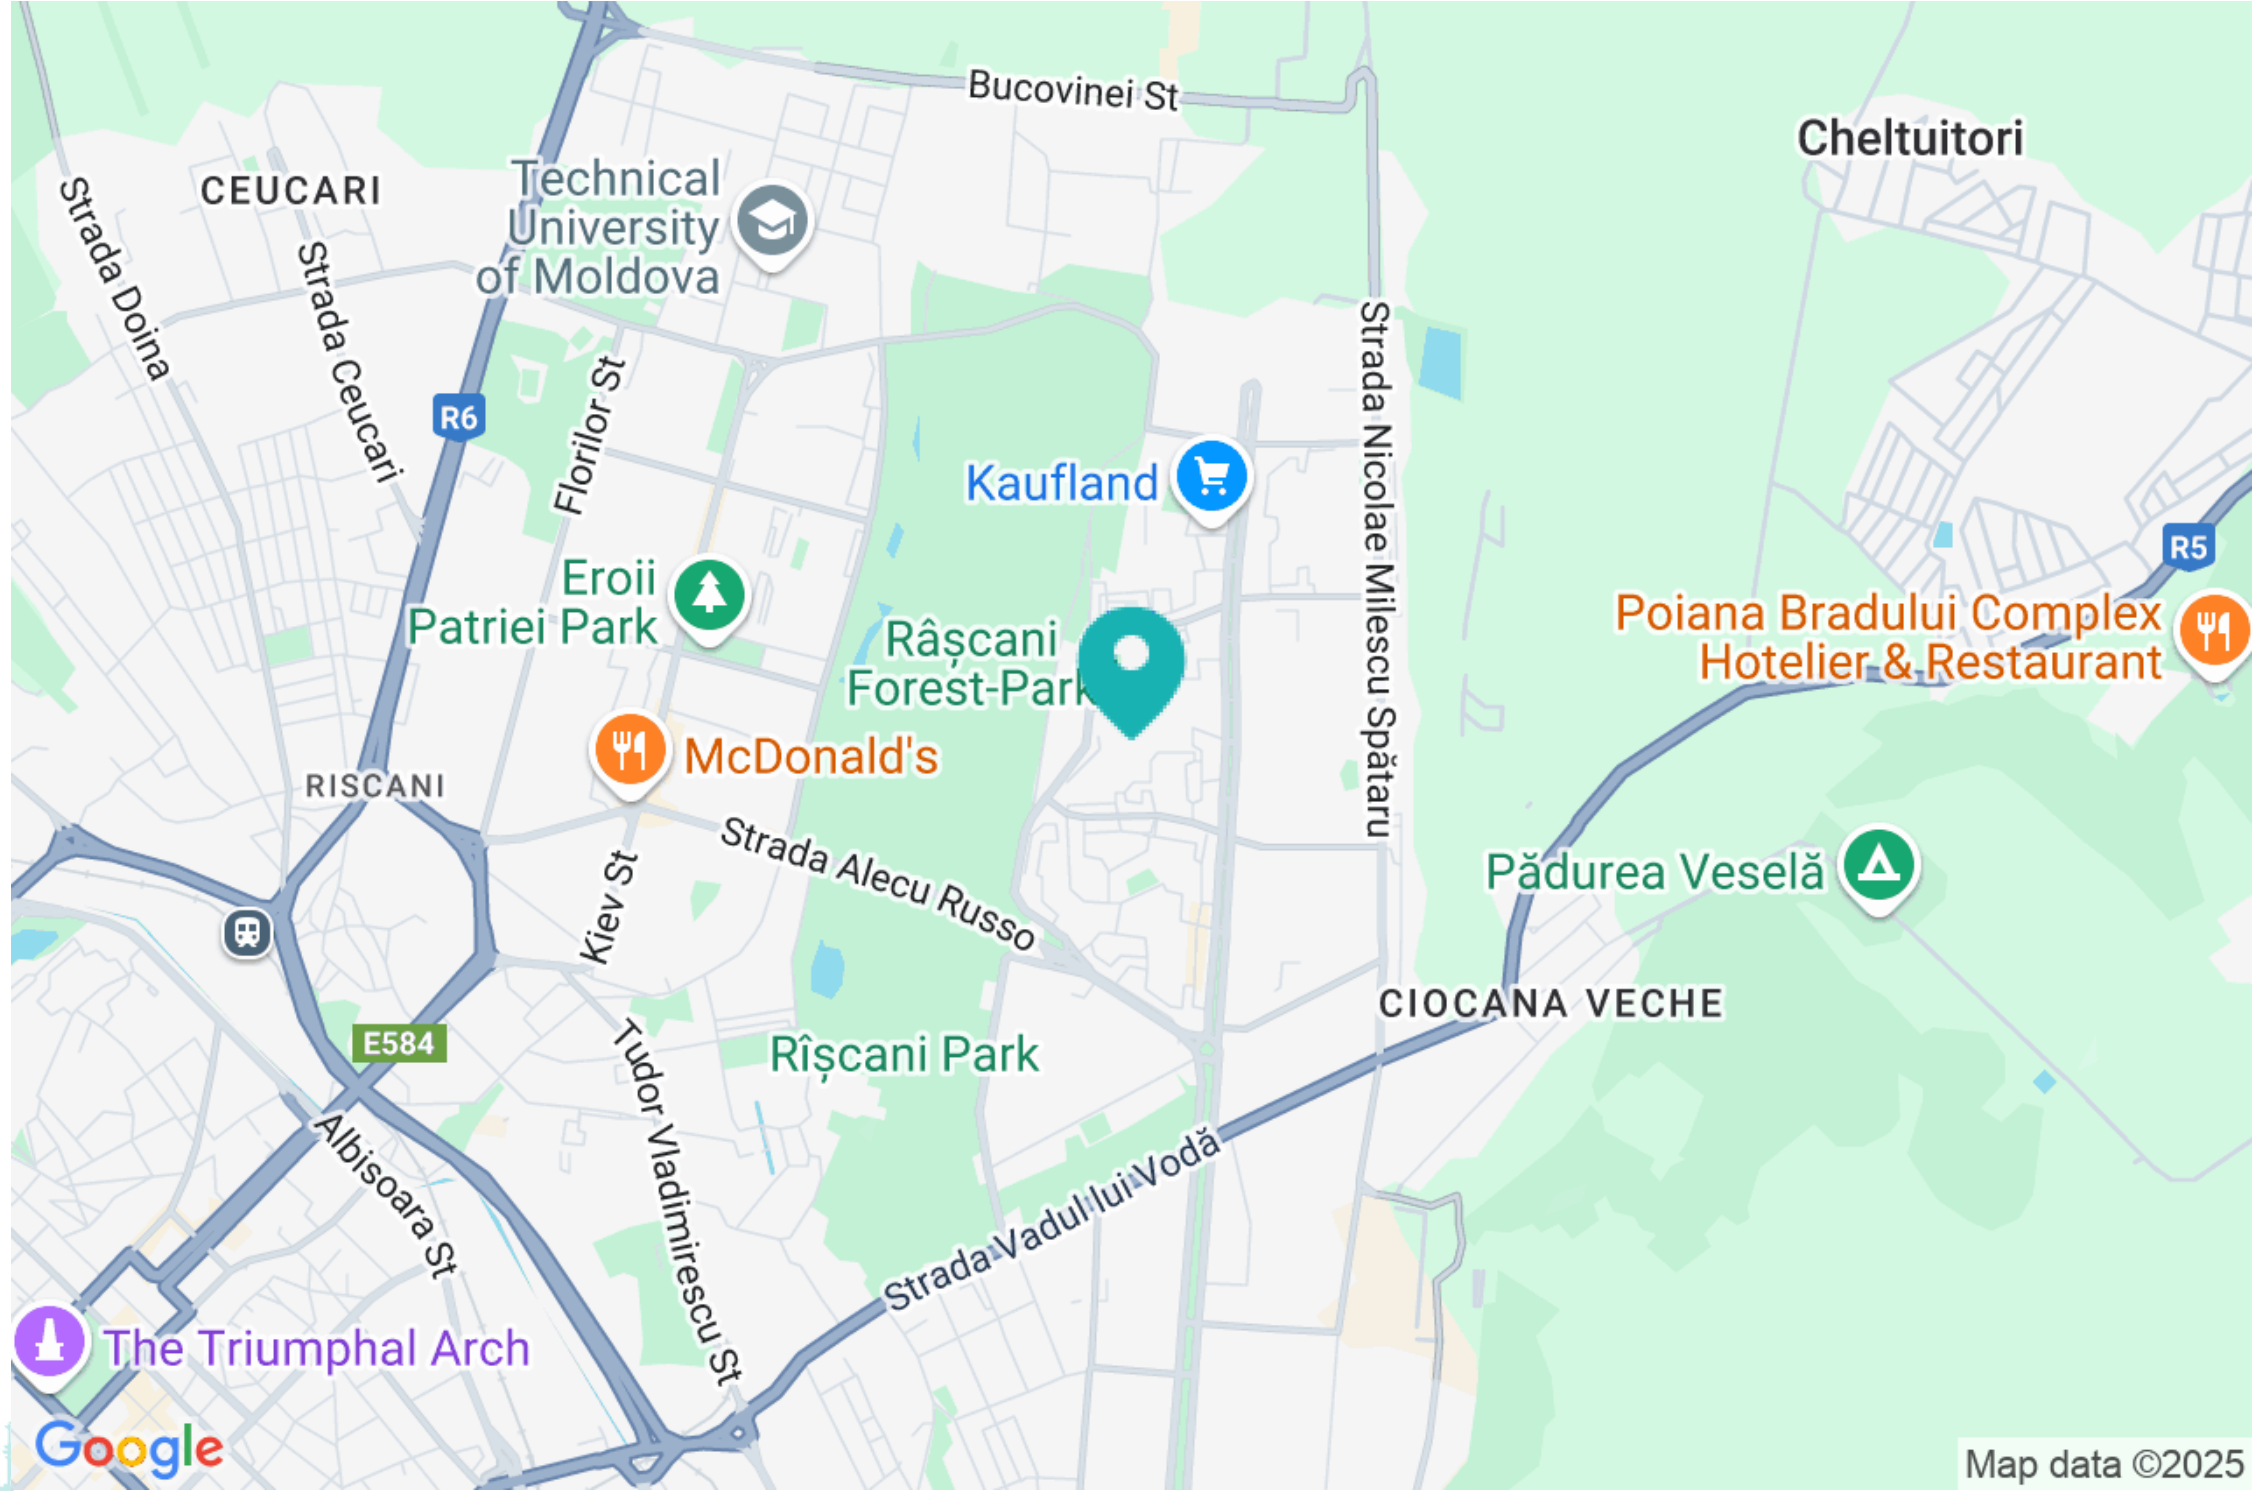 Bucovinei St
Cheltuitori
CEUCARI
Technical
University
of Moldova
Strada Doina
Strada Ceucari
Florilor St
R6
Kaufland
Strada Nicolae Milescu Spătaru
R5
Eroii
Patriei Park
Râșcani
Forest-Park
Poiana Bradului Complex
Hotelier & Restaurant
McDonald's
RISCANI
Strada Alecu Russo
Kiev St
Pădurea Veselă
CIOCANA VECHE
E584
Rîșcani Park
Tudor Vladimirescu St
Albisoara St
Strada Vadul lui Vodă
The Triumphal Arch
Google
Map data ©2025